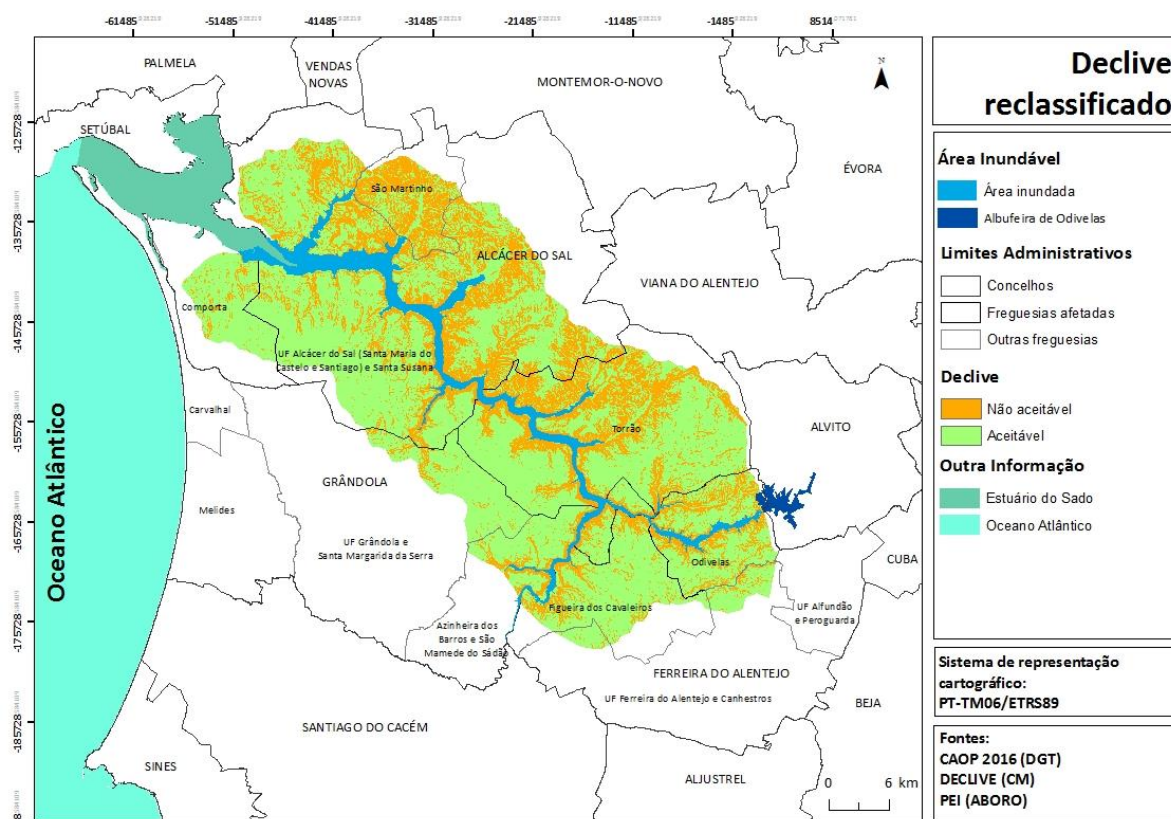 -61485
-51485
-41485
-31485
-21485
-11485
-1485
8514
-125728
-135728
-145728
-155728
-165728
-175728
-185728
PALMELA
VENDAS
NOVAS
MONTEMOR-O-NOVO
N
SETÚBAL
ÉVORA
São Martinho
ALCÁCER DO SAL
VIANA DO ALENTEJO
Comporta
UF Alcácer do Sal (Santa Maria do
Castelo e Santiago) e Santa Susana
Carvalhal
Torrão
ALVITO
Oceano Atlântico
GRÂNDOLA
Melides
UF Grândola e
Santa Margarida da Serra
Odivelas
CUBA
Figueira dos Cavaleiros
UF Alfundão
e Peroguarda
Azinheira dos
Barros e São
Mamede do Sádão
FERREIRA DO ALENTEJO
UF Ferreira do Alentejo e Canhestros
BEJA
SANTIAGO DO CACÉM
SINES
ALJUSTREL
0 6 km
Declive
reclassificado
Área Inundável
Área inundada
Albufeira de Odivelas
Limites Administrativos
Concelhos
Freguesias afetadas
Outras freguesias
Declive
Não aceitável
Aceitável
Outra Informação
Estuário do Sado
Oceano Atlântico
Sistema de representação
cartográfico:
PT-TM06/ETRS89
Fontes:
CAOP 2016 (DGT)
DECLIVE (CM)
PEI (ABORO)